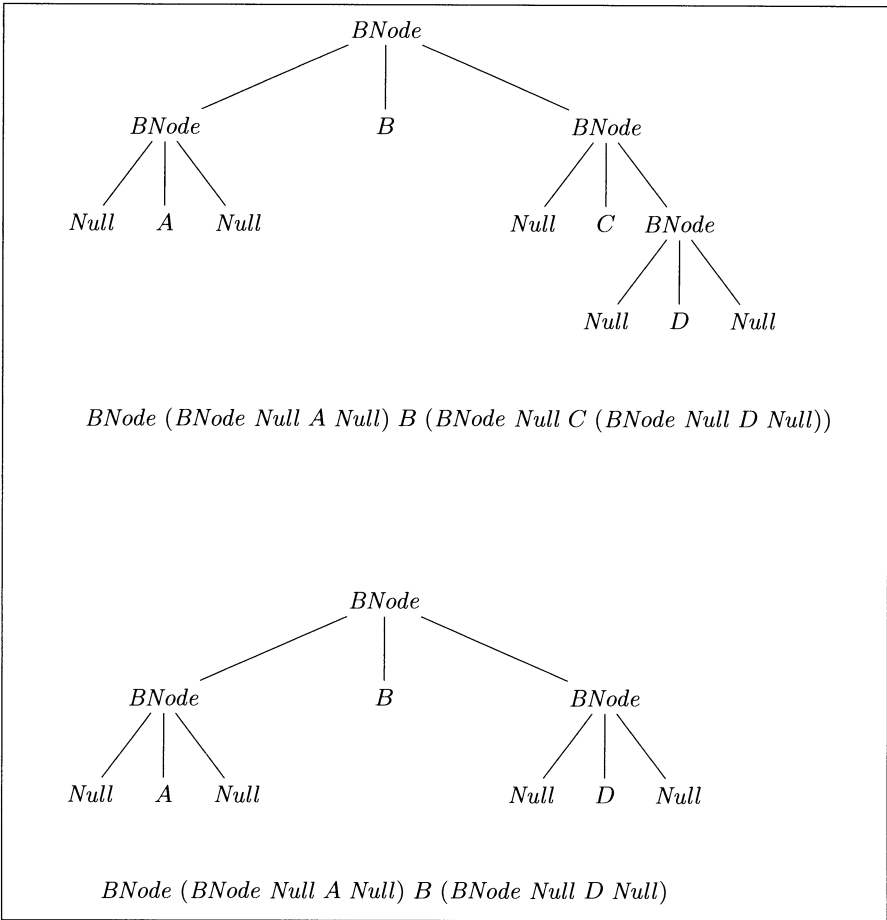 BNode
BNode B BNode
Null A Null Null C BNode
Null D Null
BNode (BNode Null A Null) B (BNode Null C (BNode Null D Null))
BNode
BNode B BNode
Null A Null Null D Null
BNode (BNode Null A Null) B (BNode Null D Null)